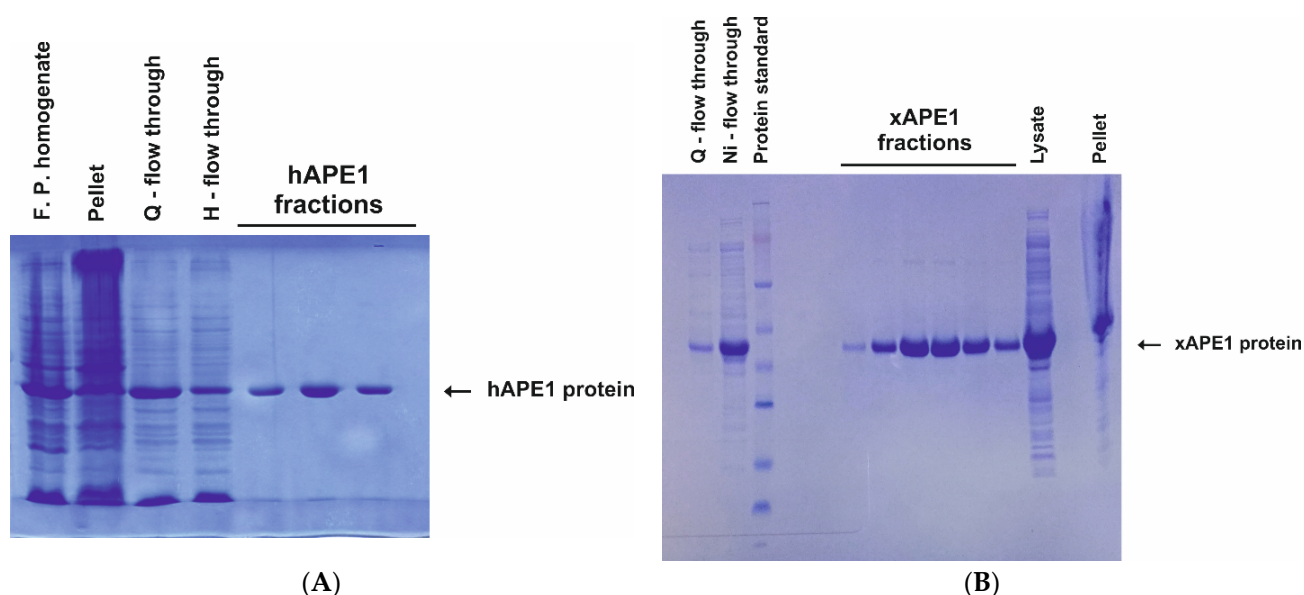 F. P. homogenate
Pellet
Q - flow through
H - flow through
hAPE1
fractions
hAPE1 protein
(A)
Q - flow through
Ni - flow through
Protein standard
xAPE1
fractions
Lysate
Pellet
xAPE1 protein
(B)